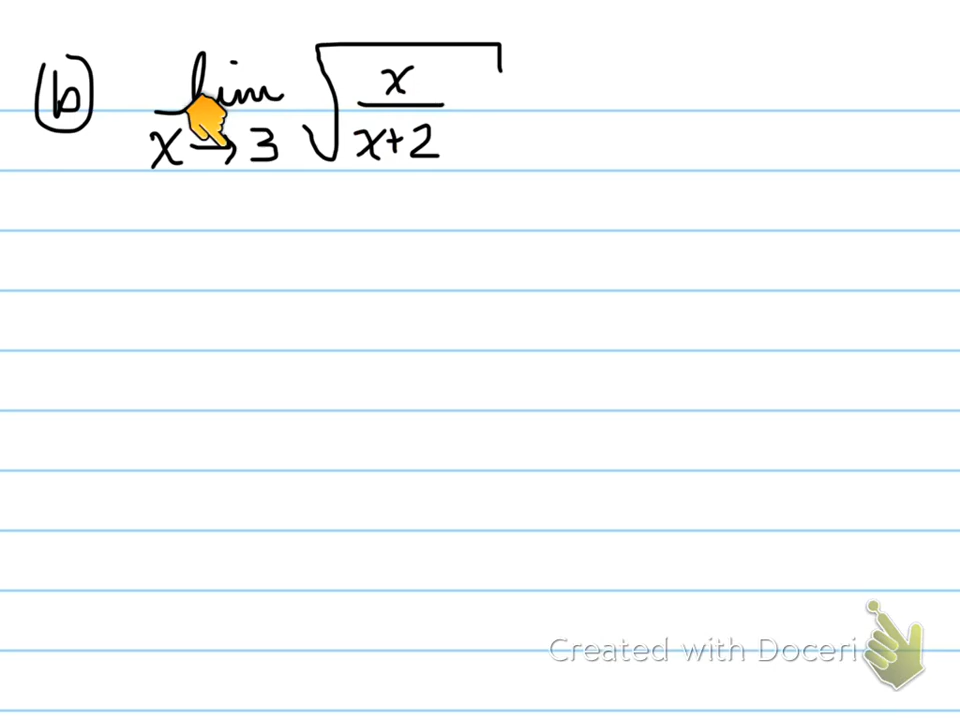 (b) lim x→3 √(x/(x+2))
Created with Doceri